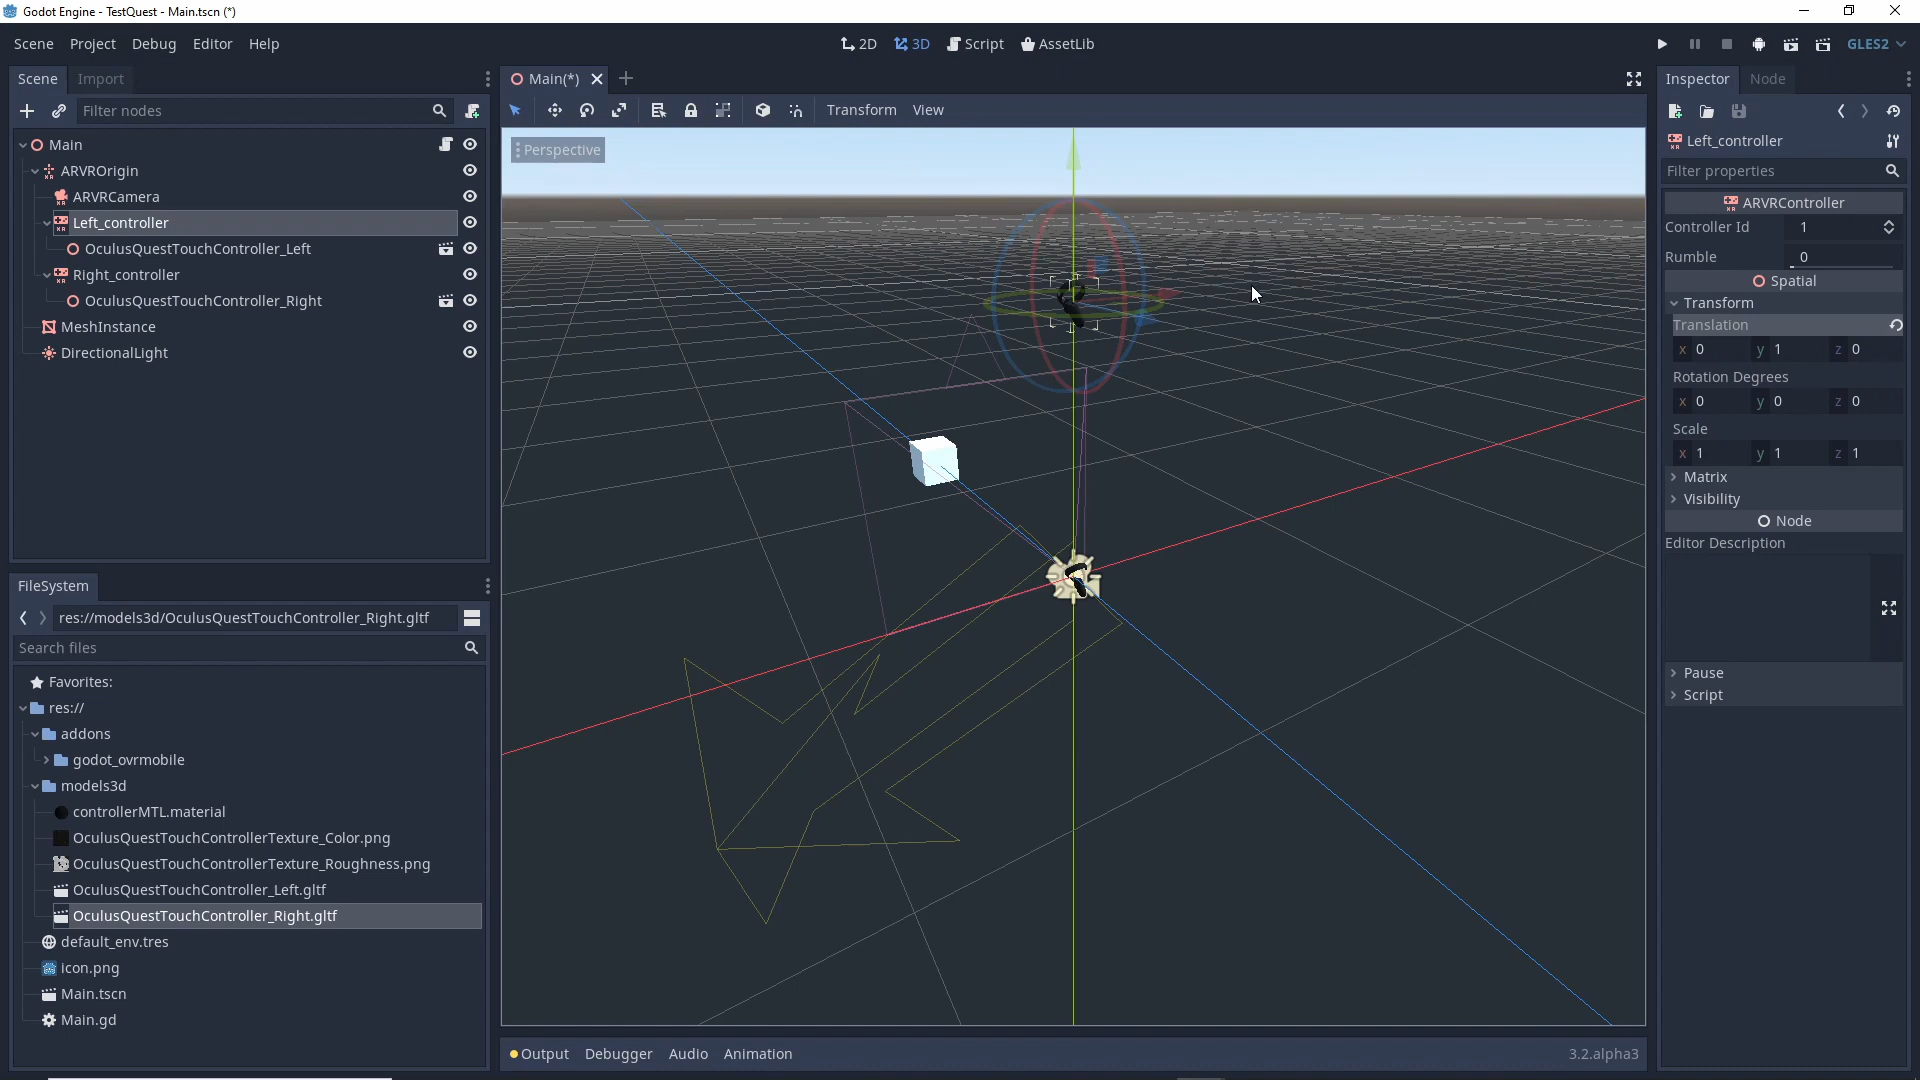 Godot Engine - TestQuest - Main.tscn (*)
Scene Project Debug Editor Help
2D 3D Script AssetLib
GLES2
Scene Import
Filter nodes
Main
ARVROrigin
ARVRCamera
Left_controller
OculusQuestTouchController_Left
Right_controller
OculusQuestTouchController_Right
MeshInstance
DirectionalLight
FileSystem
res://models3d/OculusQuestTouchController_Right.gltf
Search files
Favorites:
res://
addons
godot_ovrmobile
models3d
controllerMTL.material
OculusQuestTouchControllerTexture_Color.png
OculusQuestTouchControllerTexture_Roughness.png
OculusQuestTouchController_Left.gltf
OculusQuestTouchController_Right.gltf
default_env.tres
icon.png
Main.tscn
Main.gd
Main(*)
Transform View
Perspective
Output Debugger Audio Animation
3.2.alpha3
Inspector Node
Left_controller
Filter properties
ARVRController
Controller Id 1
Rumble 0
Spatial
Transform
Translation
x 0 y 1 z 0
Rotation Degrees
x 0 y 0 z 0
Scale
x 1 y 1 z 1
Matrix
Visibility
Node
Editor Description
Pause
Script